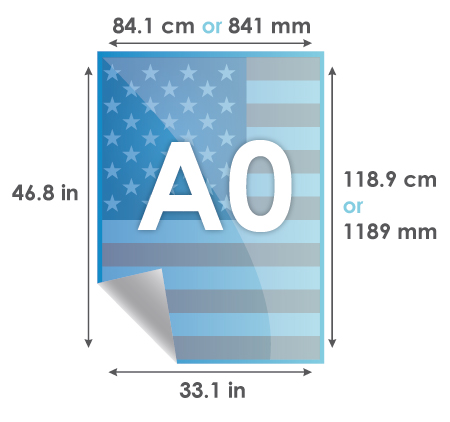 84.1 cm or 841 mm
A0
46.8 in
118.9 cm
or
1189 mm
33.1 in